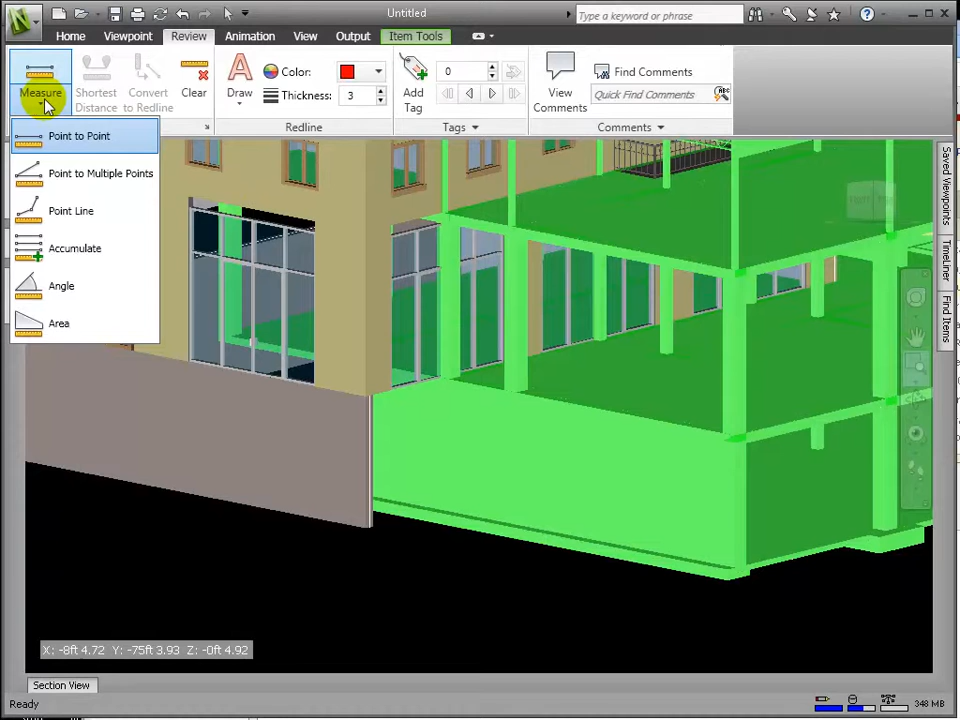 Untitled
Type a keyword or phrase
Home Viewpoint Review Animation View Output Item Tools
Measure
Shortest Distance
Convert to Redline
Clear
Draw
Color:
Thickness: 3
Redline
Add Tag
0
Tags
View Comments
Find Comments
Quick Find Comments
Comments
Point to Point
Point to Multiple Points
Point Line
Accumulate
Angle
Area
Saved Viewpoints
TimeLiner
Find Items
X: -8ft 4.72 Y: -75ft 3.93 Z: -0ft 4.92
Section View
Ready
348 MB